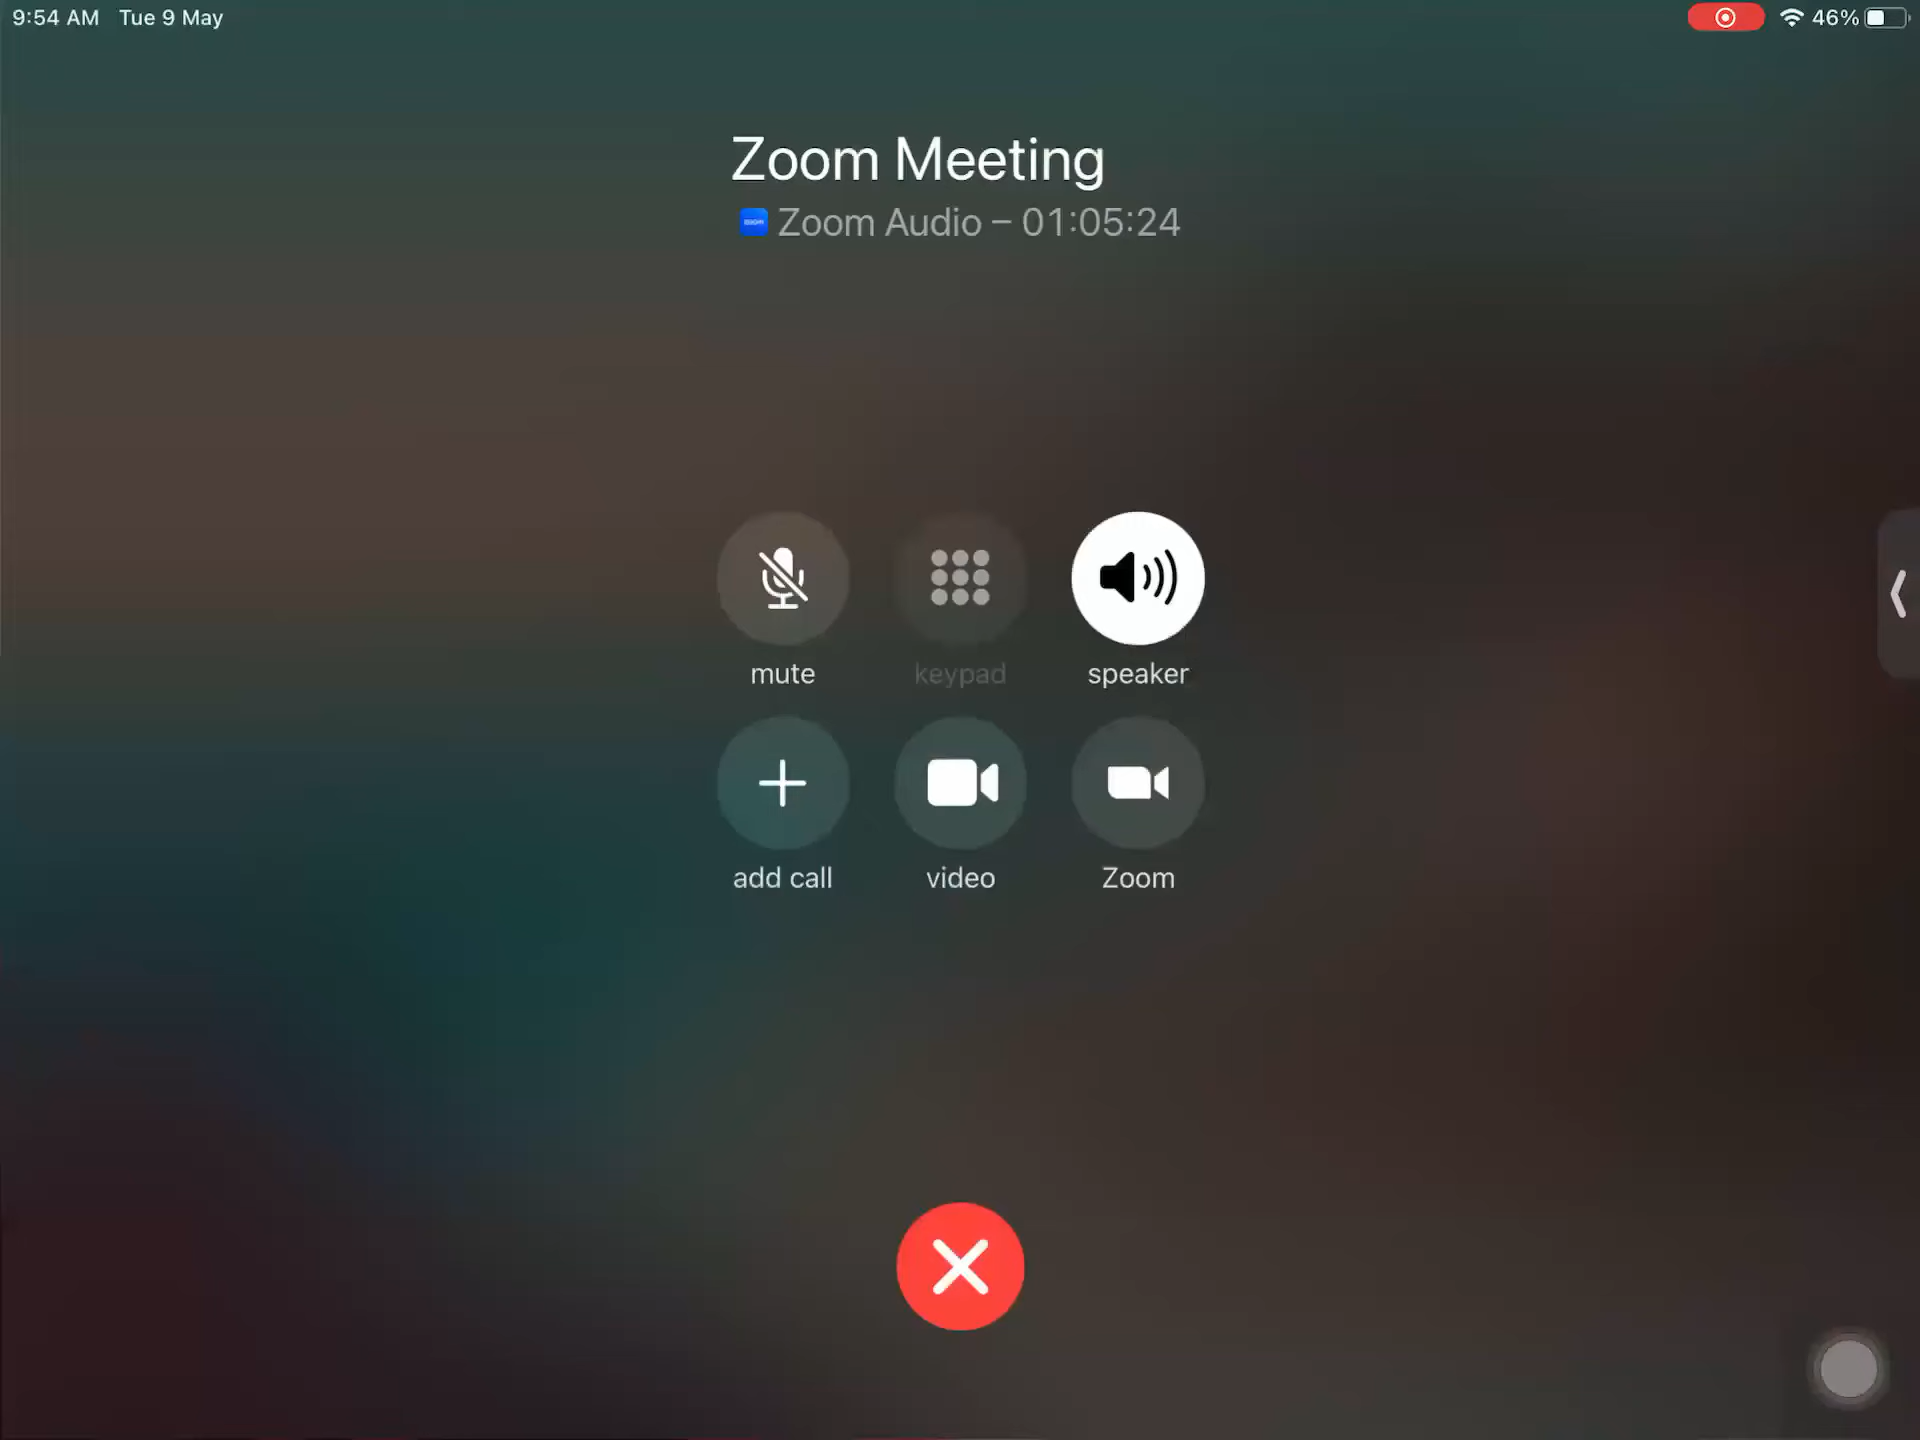 9:54 AM Tue 9 May
46%
Zoom Meeting
zoom Zoom Audio – 01:05:24
mute keypad speaker
add call video Zoom